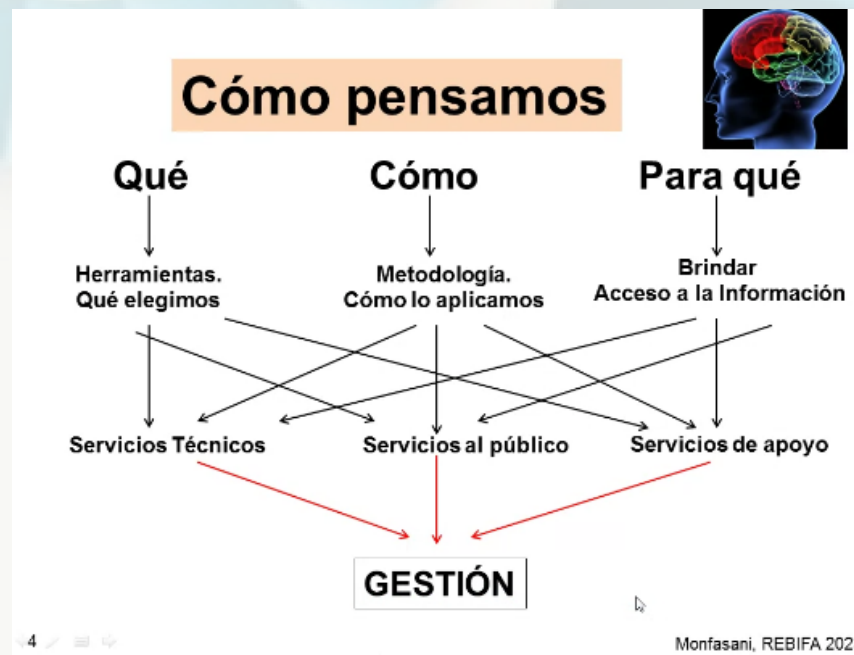 Cómo pensamos
Qué
Cómo
Para qué
Herramientas.
Qué elegimos
Metodología.
Cómo lo aplicamos
Brindar
Acceso a la Información
Servicios Técnicos
Servicios al público
Servicios de apoyo
GESTIÓN
4
Monfasani, REBIFA 202